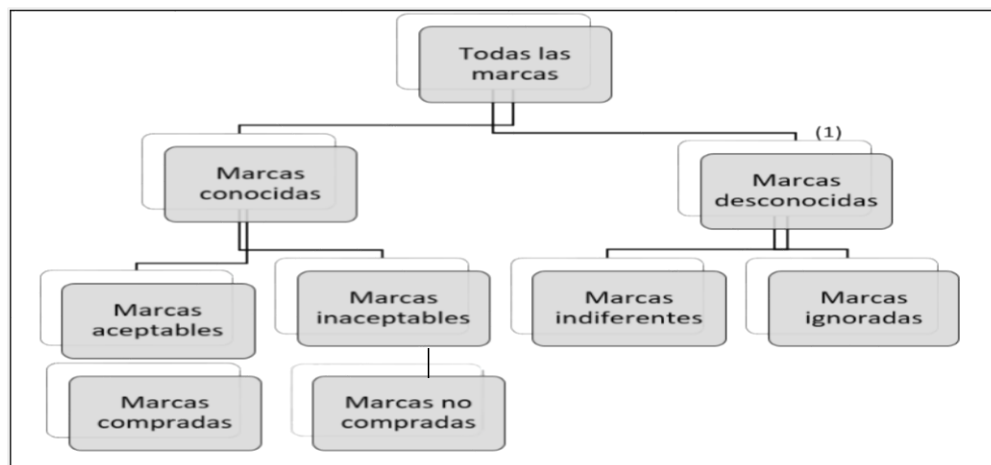 Todas las
marcas
(1)
Marcas
conocidas
Marcas
desconocidas
Marcas
aceptables
Marcas
inaceptables
Marcas
indiferentes
Marcas
ignoradas
Marcas
compradas
Marcas no
compradas